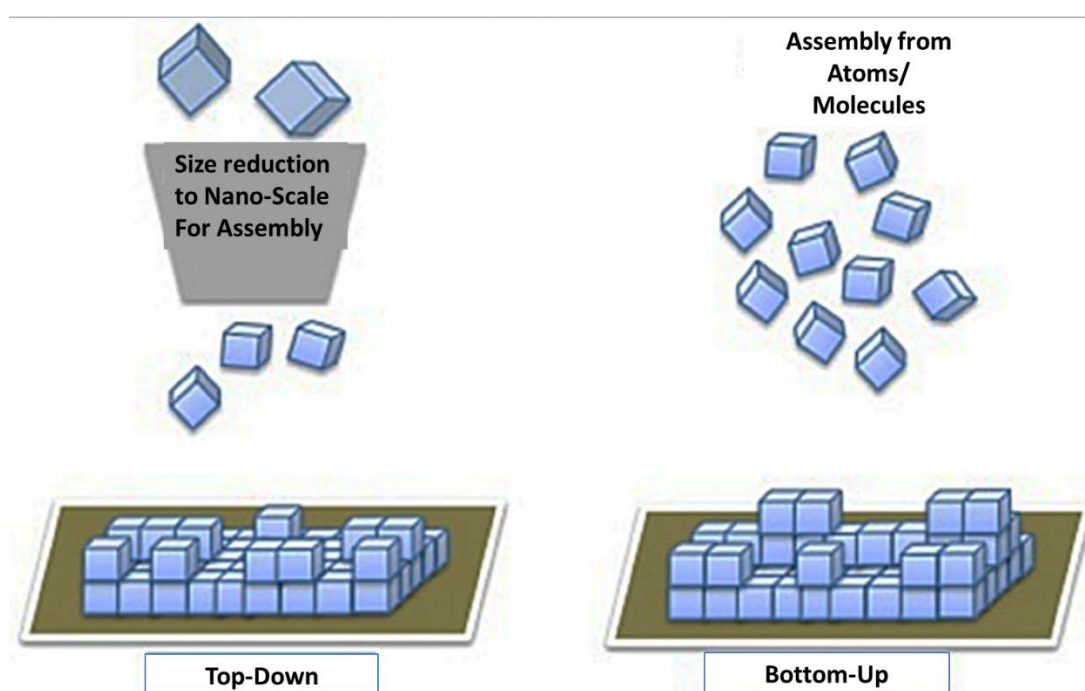 Size reduction
to Nano-Scale
For Assembly
Assembly from
Atoms/
Molecules
Top-Down
Bottom-Up